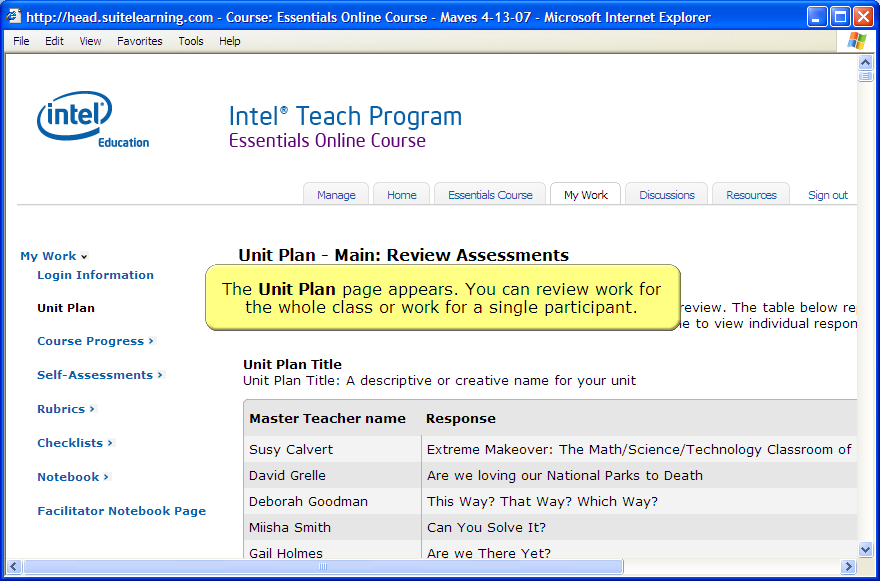 http://head.suitelearning.com - Course: Essentials Online Course - Maves 4-13-07 - Microsoft Internet Explorer
File Edit View Favorites Tools Help
intel
Education
Intel® Teach Program
Essentials Online Course
Manage Home Essentials Course My Work Discussions Resources Sign out
My Work
Login Information
Unit Plan
Course Progress ›
Self-Assessments ›
Rubrics ›
Checklists ›
Notebook ›
Facilitator Notebook Page
Unit Plan - Main: Review Assessments
The Unit Plan page appears. You can review work for
the whole class or work for a single participant.
review. The table below re
to view individual respon
Unit Plan Title
Unit Plan Title: A descriptive or creative name for your unit
Master Teacher name Response
Susy Calvert Extreme Makeover: The Math/Science/Technology Classroom of
David Grelle Are we loving our National Parks to Death
Deborah Goodman This Way? That Way? Which Way?
Miisha Smith Can You Solve It?
Gail Holmes Are we There Yet?